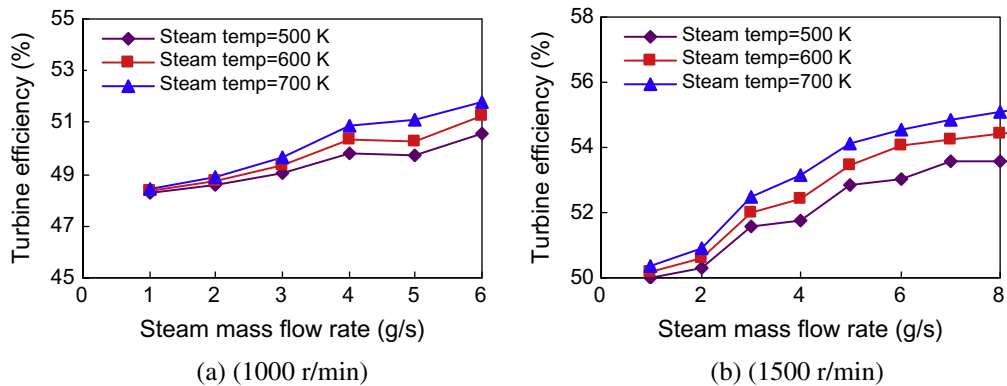 55
53
51
49
47
45
Turbine efficiency (%)
Steam temp=500 K
Steam temp=600 K
Steam temp=700 K
0 1 2 3 4 5 6
Steam mass flow rate (g/s)
(a) (1000 r/min)
58
56
54
52
50
Turbine efficiency (%)
Steam temp=500 K
Steam temp=600 K
Steam temp=700 K
0 2 4 6 8
Steam mass flow rate (g/s)
(b) (1500 r/min)